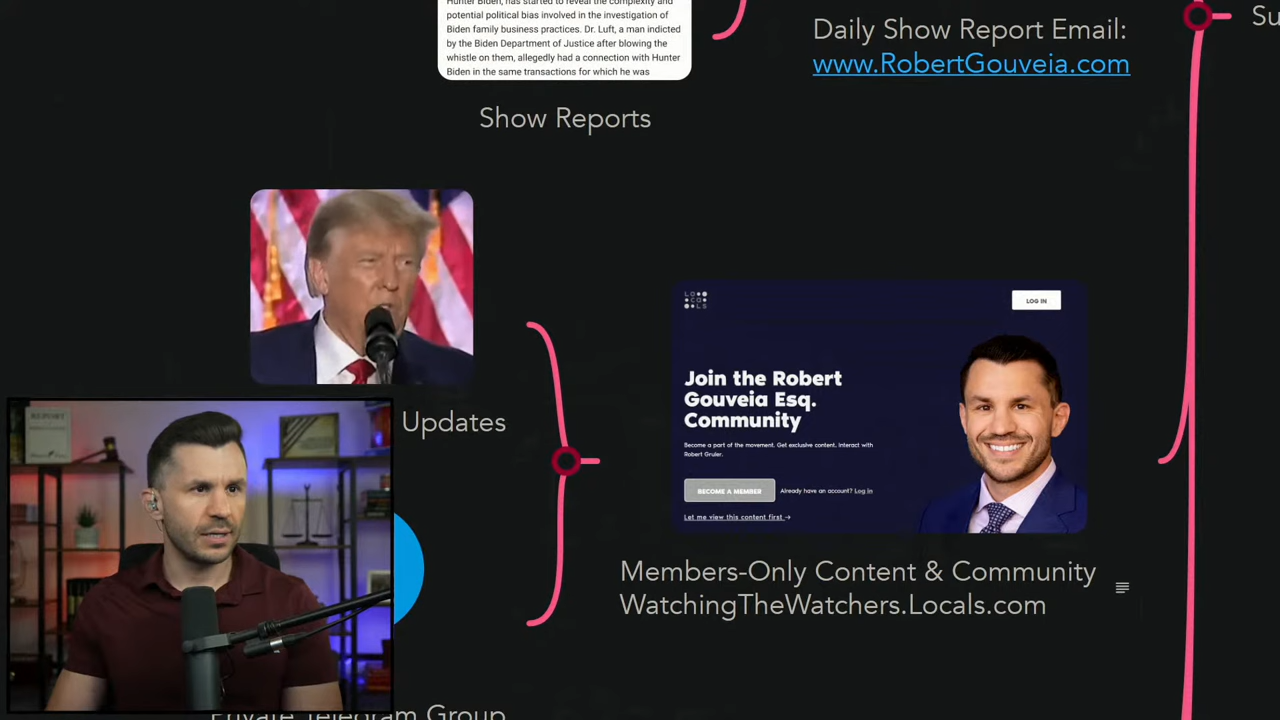 Hunter Biden, has started to reveal the complexity and
potential political bias involved in the investigation of
Biden family business practices. Dr. Luft, a man indicted
by the Biden Department of Justice after blowing the
whistle on them, allegedly had a connection with Hunter
Biden in the same transactions for which he was
Show Reports
Daily Show Report Email:
www.RobertGouveia.com
Su
Updates
LOCALS
LOG IN
Join the Robert
Gouveia Esq.
Community
Become a part of the movement. Get exclusive content. Interact with
Robert Gruler.
BECOME A MEMBER Already have an account? Log in
Let me view this content first →
Members-Only Content & Community
WatchingTheWatchers.Locals.com
Private Telegram Group